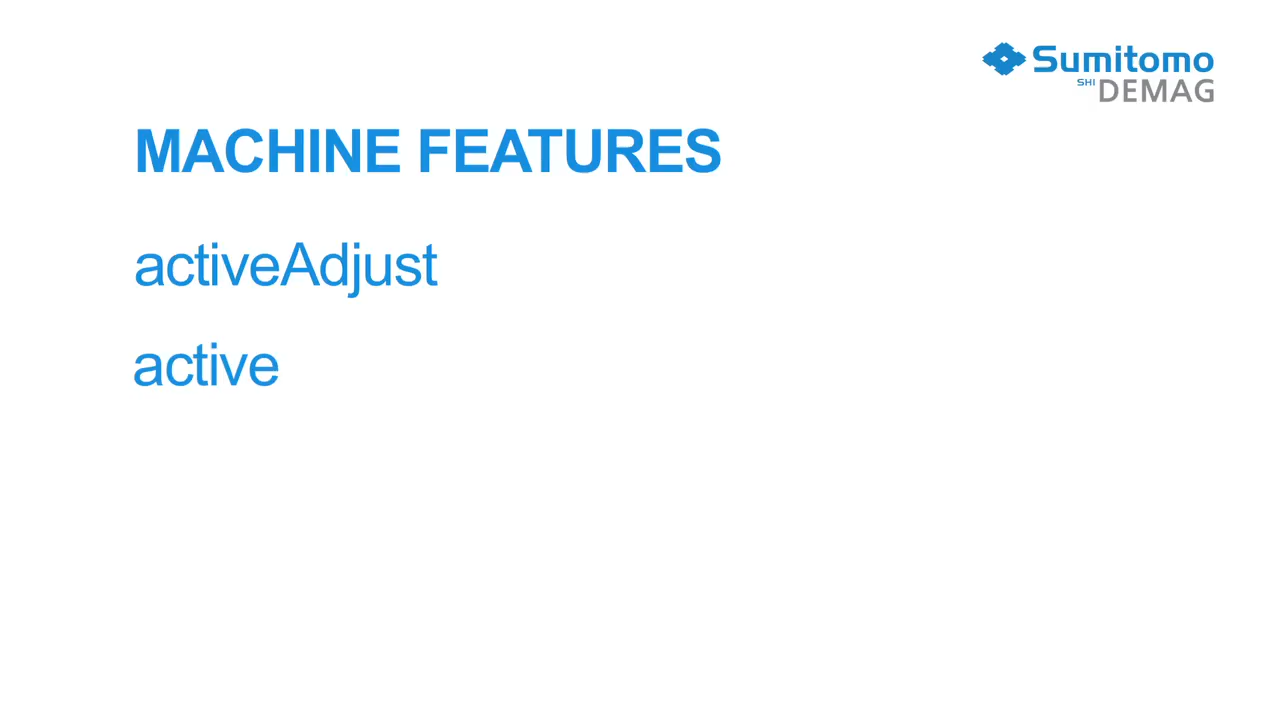 Sumitomo
SHI DEMAG
MACHINE FEATURES
activeAdjust
active